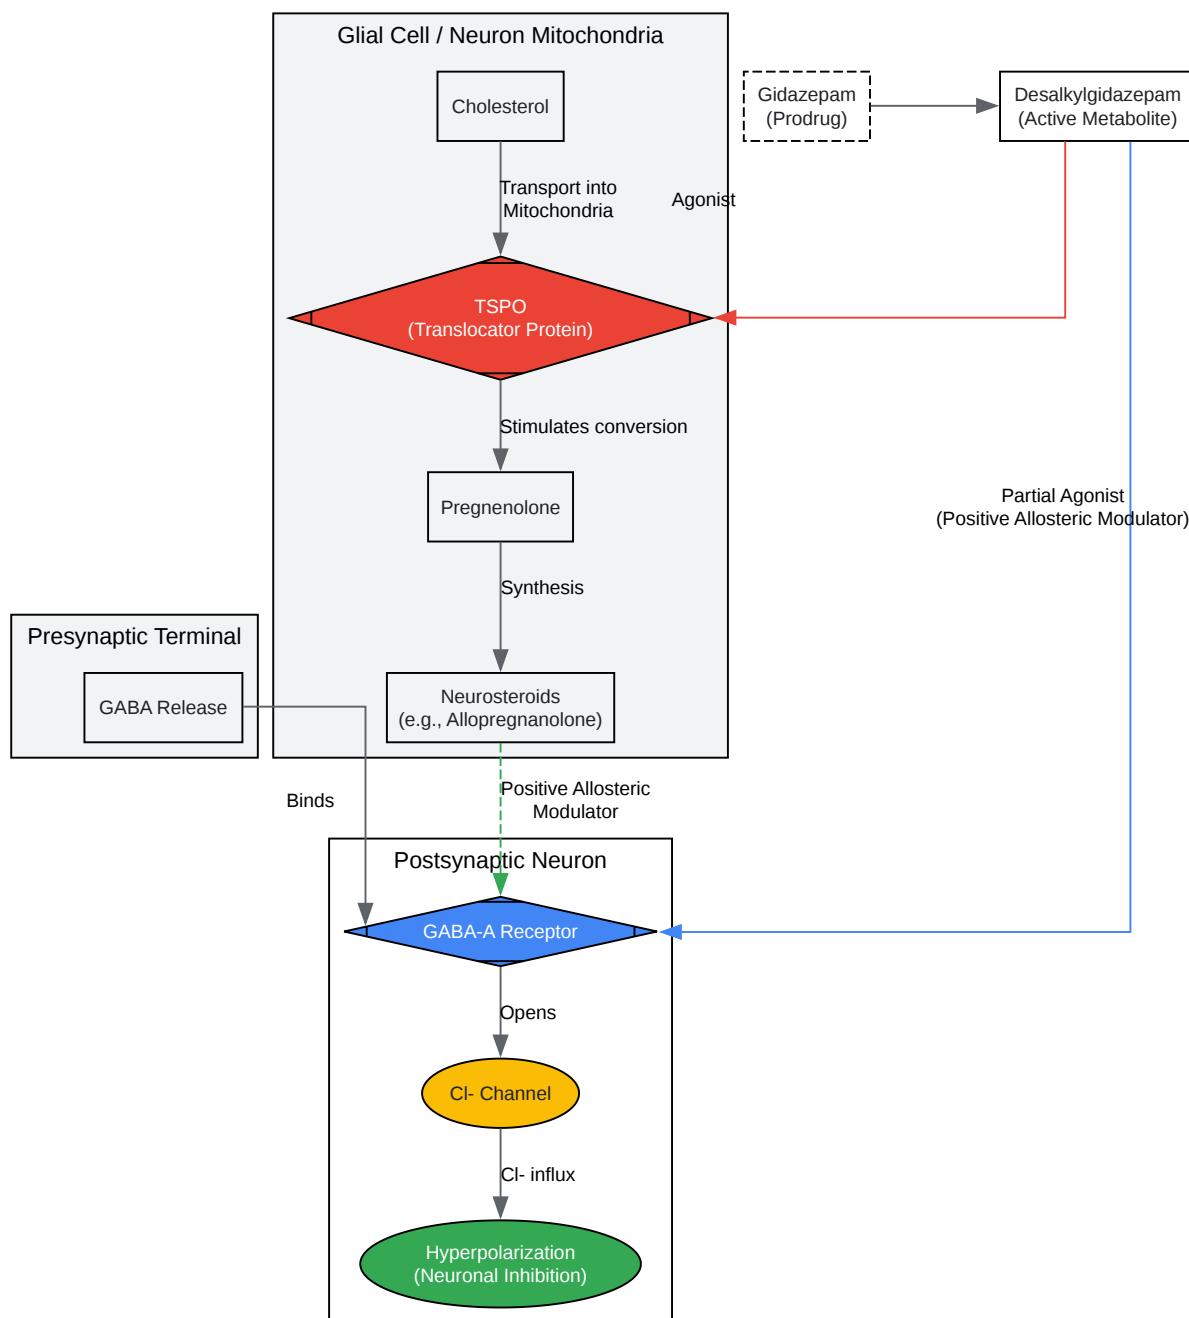 Glial Cell / Neuron Mitochondria
Cholesterol
Gidazepam
(Prodrug)
Desalkylgidazepam
(Active Metabolite)
Transport into
Mitochondria
Agonist
TSPO
(Translocator Protein)
Stimulates conversion
Pregnenolone
Partial Agonist
(Positive Allosteric Modulator)
Synthesis
Presynaptic Terminal
GABA Release
Neurosteroids
(e.g., Allopregnanolone)
Binds
Positive Allosteric
Modulator
Postsynaptic Neuron
GABA-A Receptor
Opens
Cl- Channel
Cl- influx
Hyperpolarization
(Neuronal Inhibition)